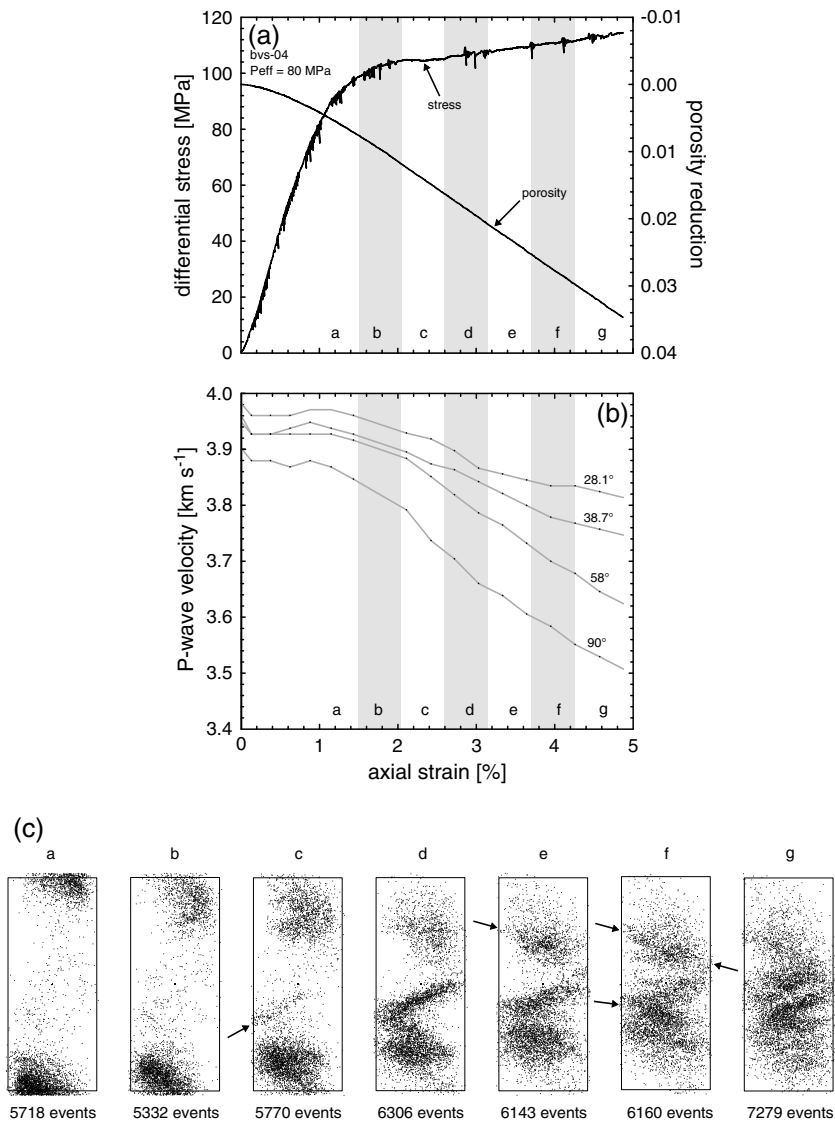 (a)
bvs-04
Peff = 80 MPa
differential stress [MPa]
140
120
100
80
60
40
20
0
stress
porosity
-0.01
0.00
0.01
0.02
0.03
0.04
porosity reduction
a b c d e f g
(b)
P-wave velocity [km s-1]
4.0
3.9
3.8
3.7
3.6
3.5
3.4
28.1°
38.7°
58°
90°
a b c d e f g
0 1 2 3 4 5
axial strain [%]
(c)
a b c d e f g
5718 events 5332 events 5770 events 6306 events 6143 events 6160 events 7279 events